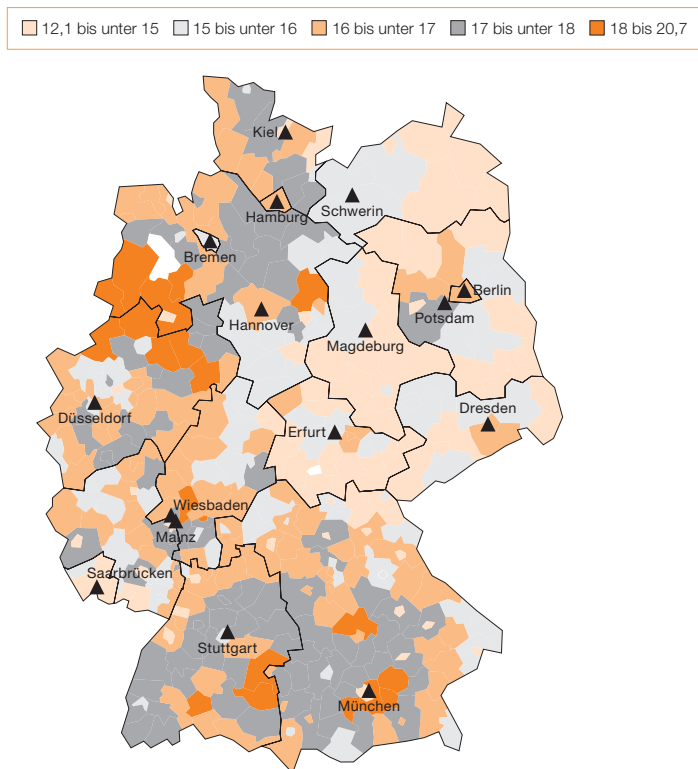 12,1 bis unter 15 15 bis unter 16 16 bis unter 17 17 bis unter 18 18 bis 20,7
Kiel
Schwerin
Hamburg
Bremen
Berlin
Hannover
Potsdam
Magdeburg
Düsseldorf
Dresden
Erfurt
Wiesbaden
Mainz
Saarbrücken
Stuttgart
München